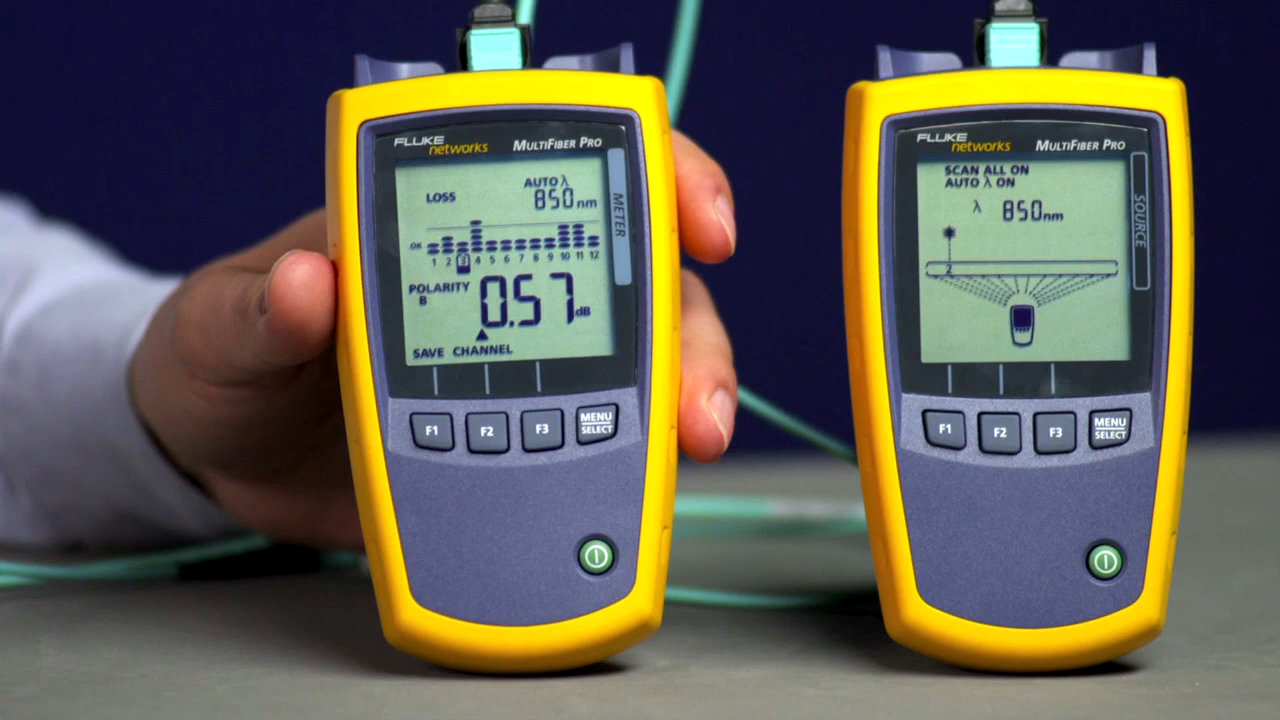 FLUKE networks MULTIFIBER PRO
METER
AUTO λ
LOSS 850 nm
OK
1 2 3 4 5 6 7 8 9 10 11 12
POLARITY
B
0.57 dB
SAVE CHANNEL
F1 F2 F3 MENU SELECT
FLUKE networks MULTIFIBER PRO
SOURCE
SCAN ALL ON
AUTO λ ON
λ 850nm
2
F1 F2 F3 MENU SELECT